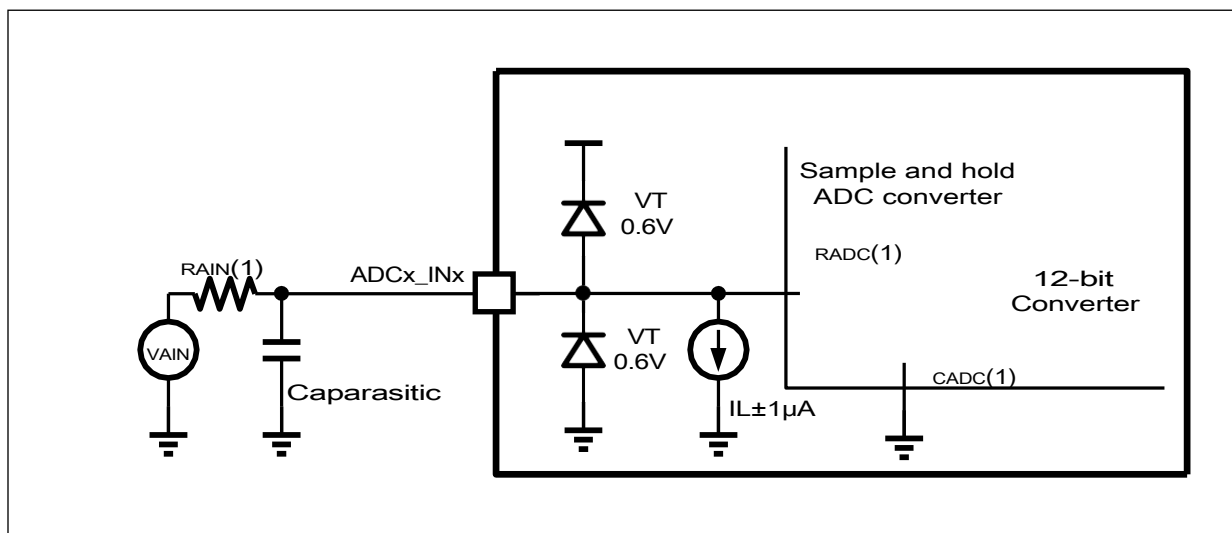 Sample and hold
ADC converter
VT
0.6V
RADC(1)
RAIN(1)
ADCx_INx
12-bit
Converter
VAIN
VT
0.6V
Caparasitic
CADC(1)
IL±1µA